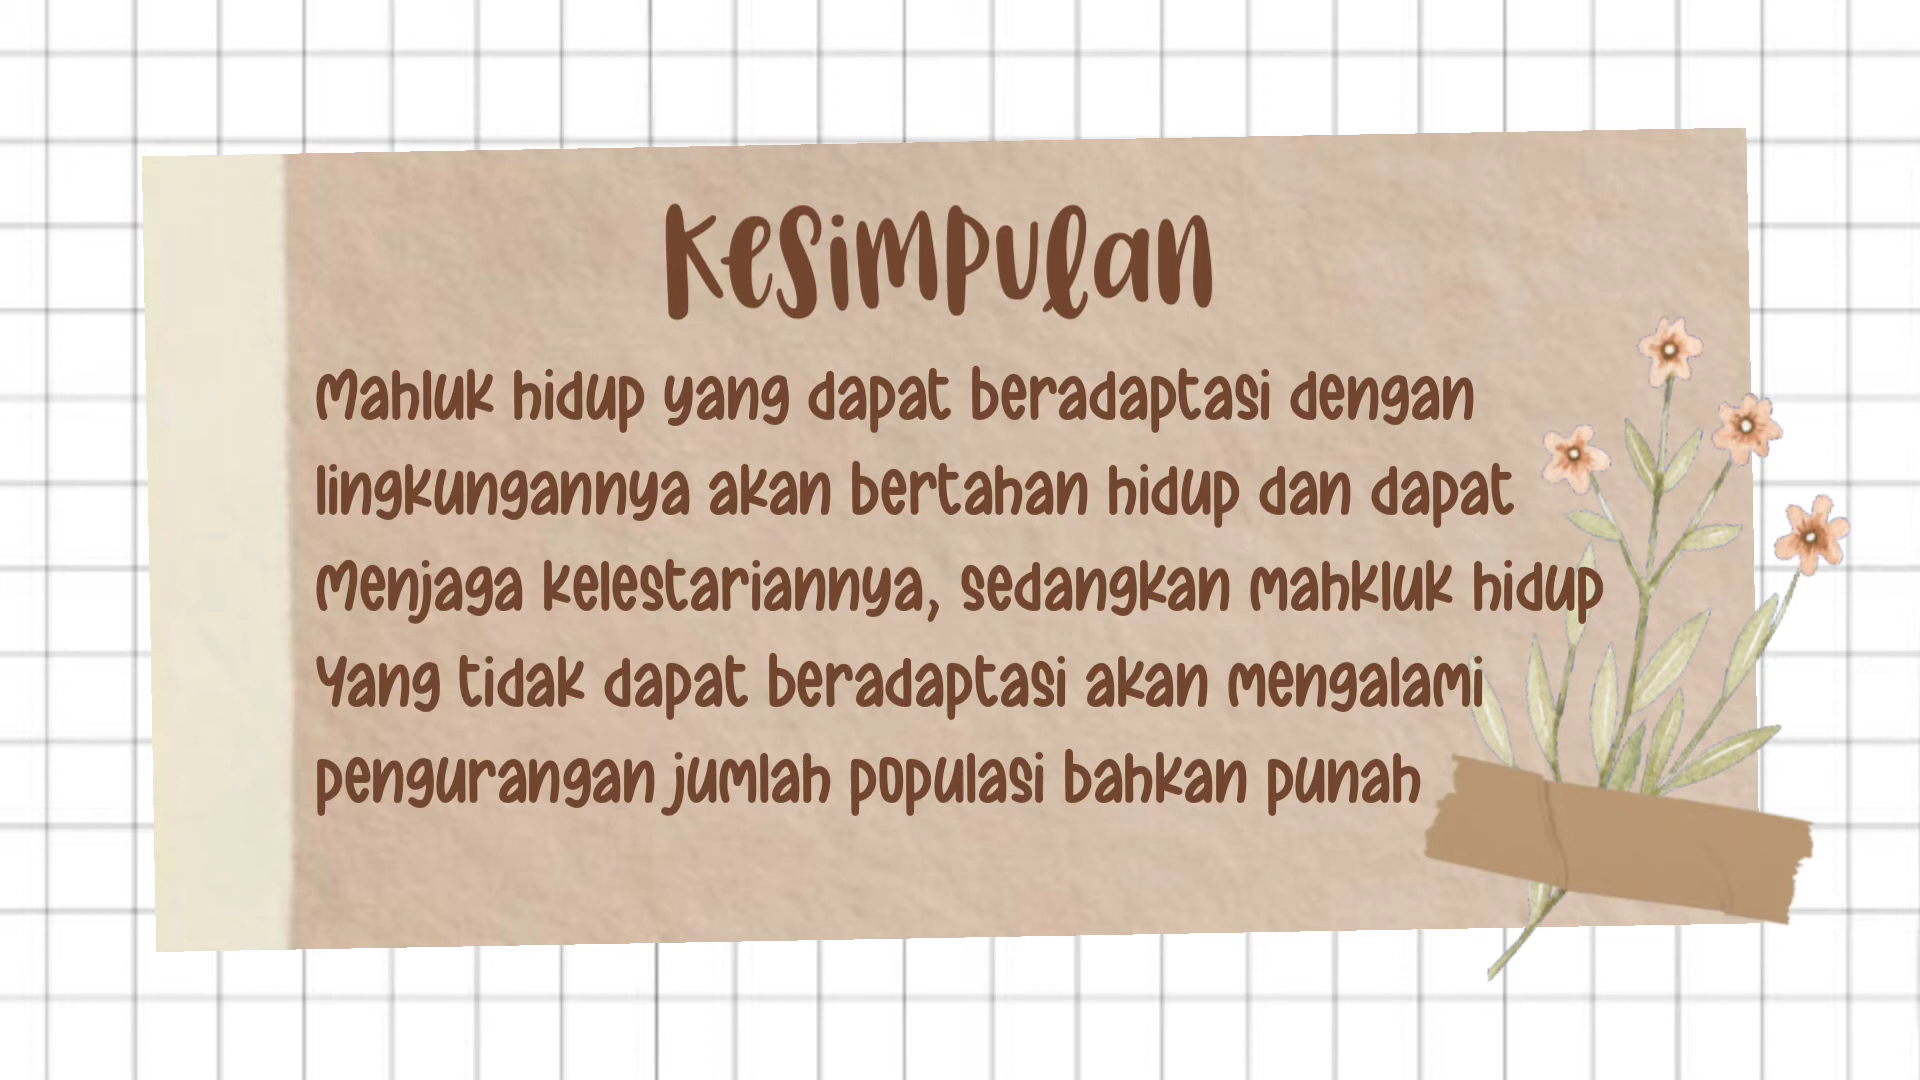 Kesimpulan
Mahluk hidup yang dapat beradaptasi dengan
lingkungannya akan bertahan hidup dan dapat
Menjaga kelestariannya, sedangkan mahkluk hidup
Yang tidak dapat beradaptasi akan mengalami
pengurangan jumlah populasi bahkan punah